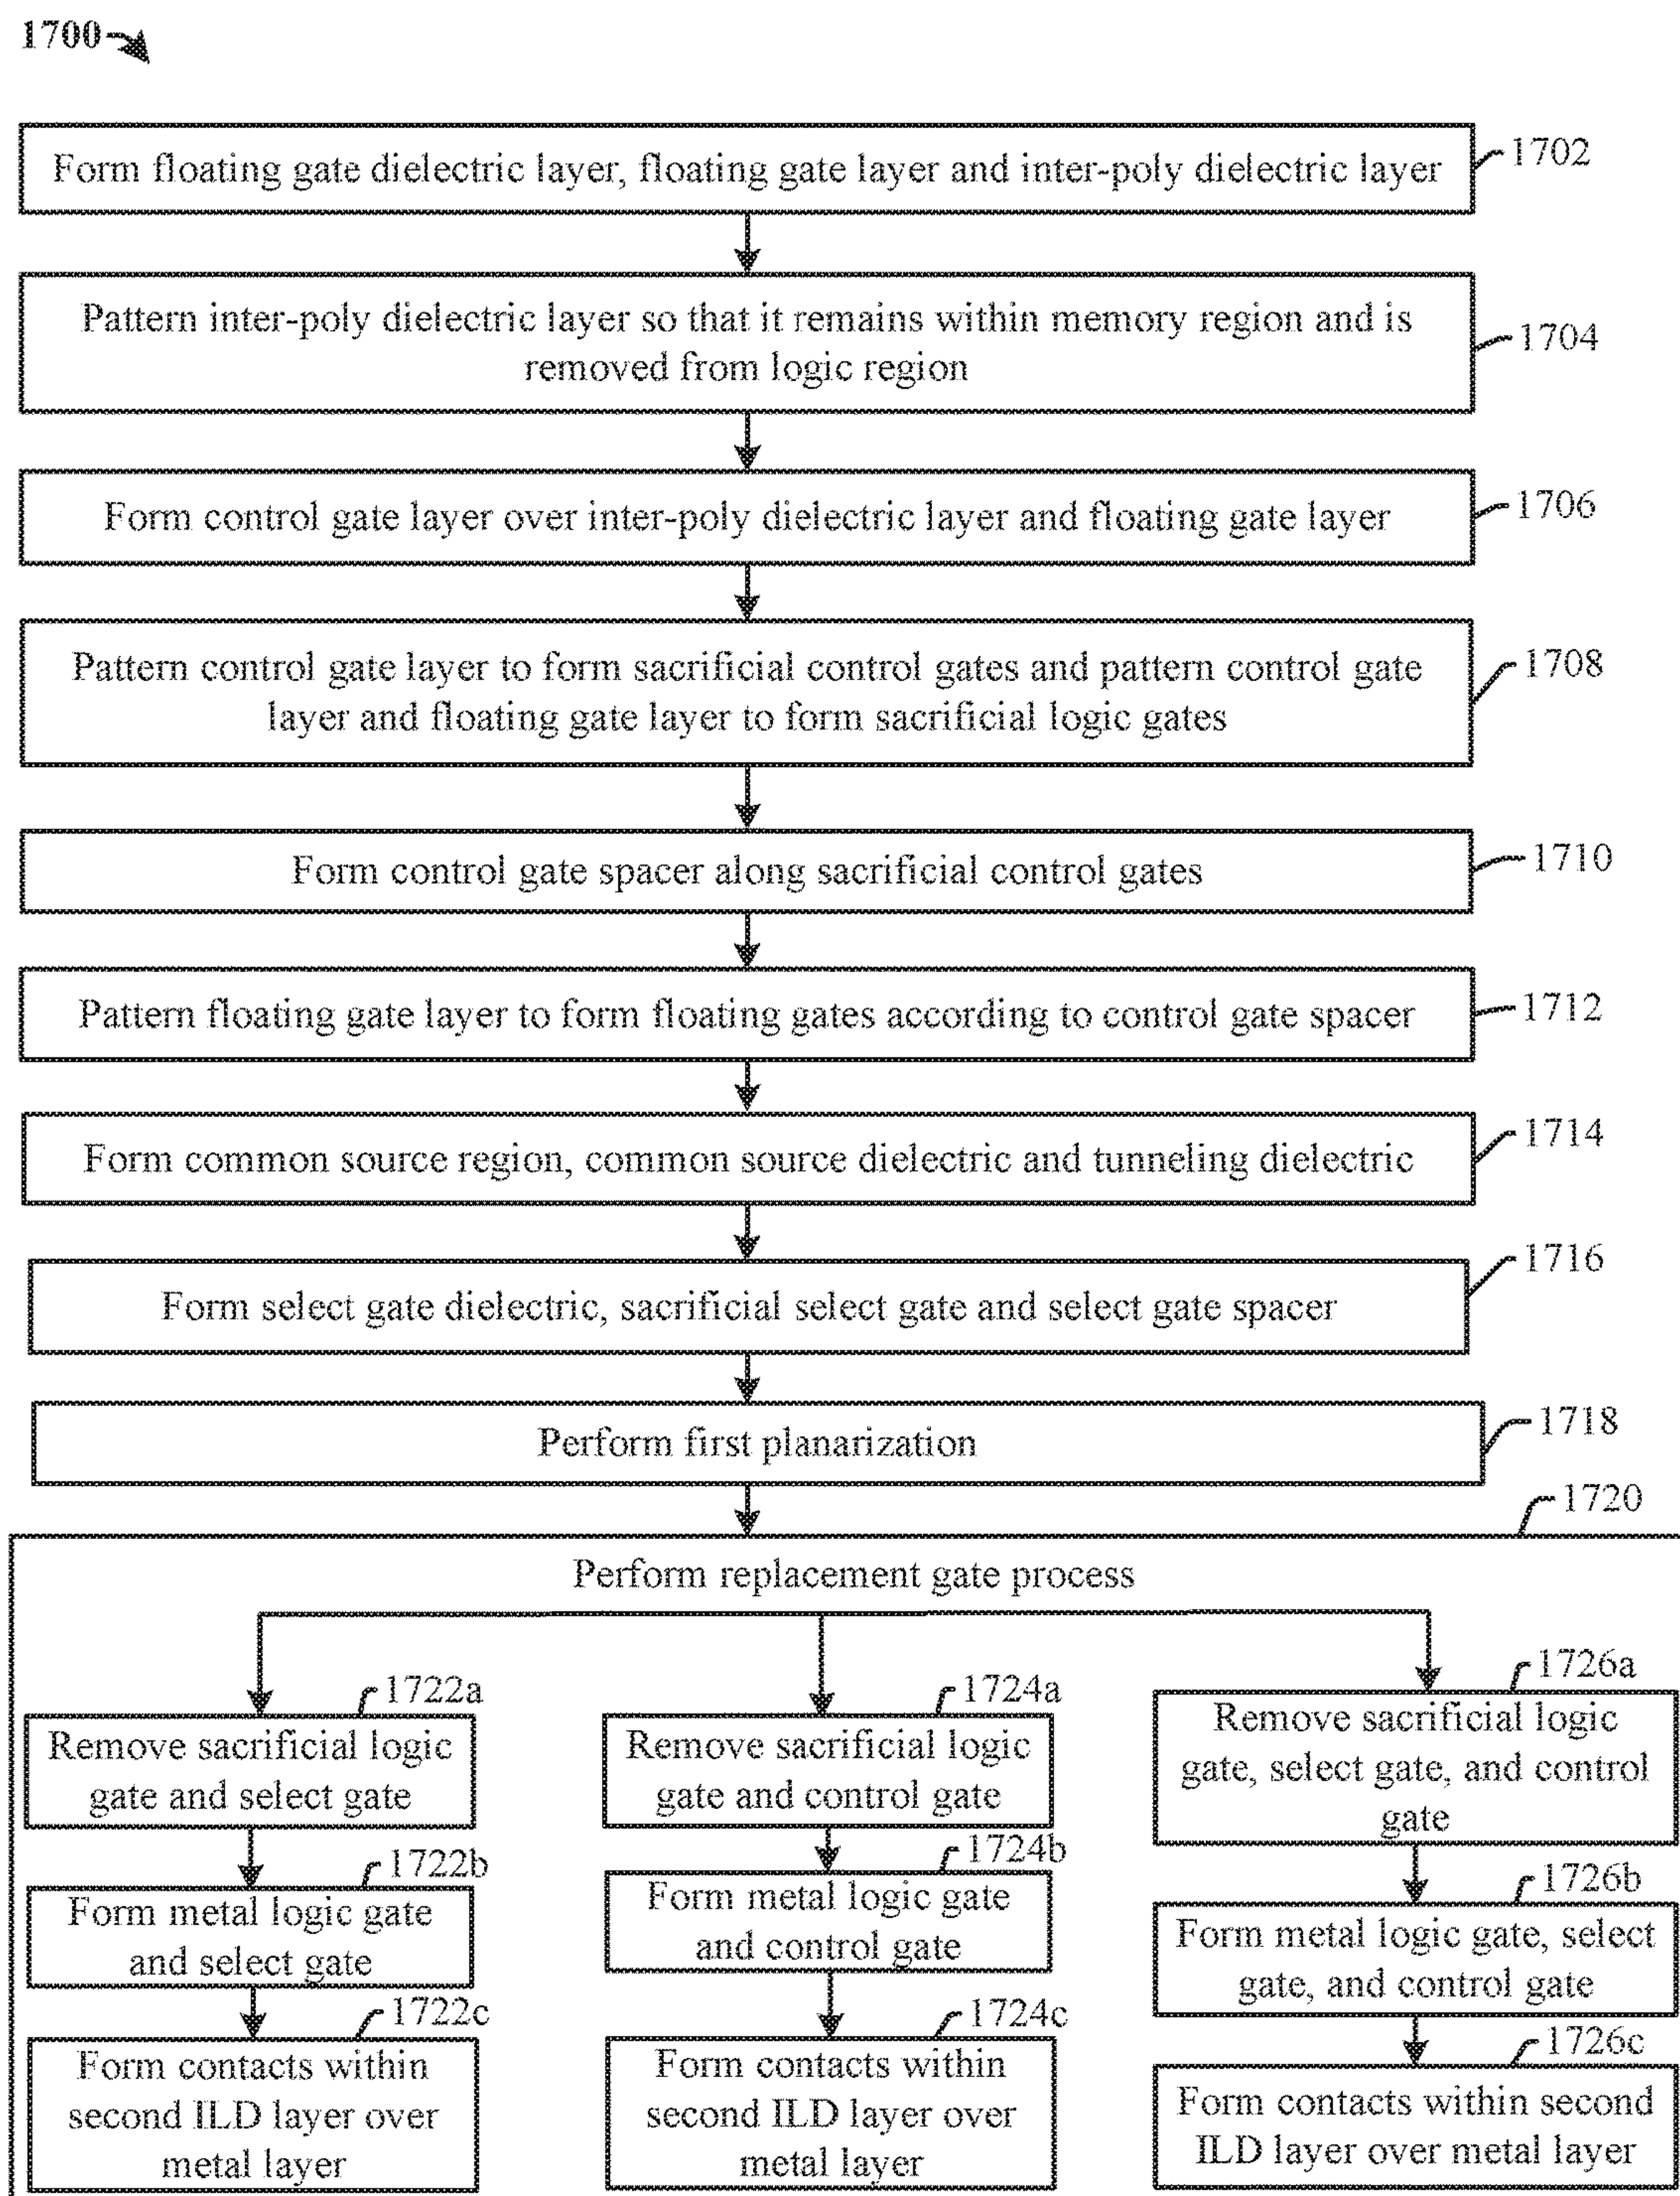 1700
Form floating gate dielectric layer, floating gate layer and inter-poly dielectric layer
1702
Pattern inter-poly dielectric layer so that it remains within memory region and is
removed from logic region
1704
Form control gate layer over inter-poly dielectric layer and floating gate layer
1706
Pattern control gate layer to form sacrificial control gates and pattern control gate
layer and floating gate layer to form sacrificial logic gates
1708
Form control gate spacer along sacrificial control gates
1710
Pattern floating gate layer to form floating gates according to control gate spacer
1712
Form common source region, common source dielectric and tunneling dielectric
1714
Form select gate dielectric, sacrificial select gate and select gate spacer
1716
Perform first planarization
1718
1720
Perform replacement gate process
1722a
Remove sacrificial logic
gate and select gate
1722b
Form metal logic gate
and select gate
1722c
Form contacts within
second ILD layer over
metal layer
1724a
Remove sacrificial logic
gate and control gate
1724b
Form metal logic gate
and control gate
1724c
Form contacts within
second ILD layer over
metal layer
1726a
Remove sacrificial logic
gate, select gate, and control
gate
1726b
Form metal logic gate, select
gate, and control gate
1726c
Form contacts within second
ILD layer over metal layer